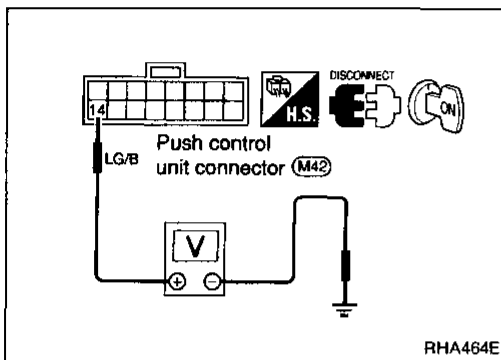 DISCONNECT
14
H.S.
ON
LG/B
Push control
unit connector (M42)
V
+ −
RHA464E